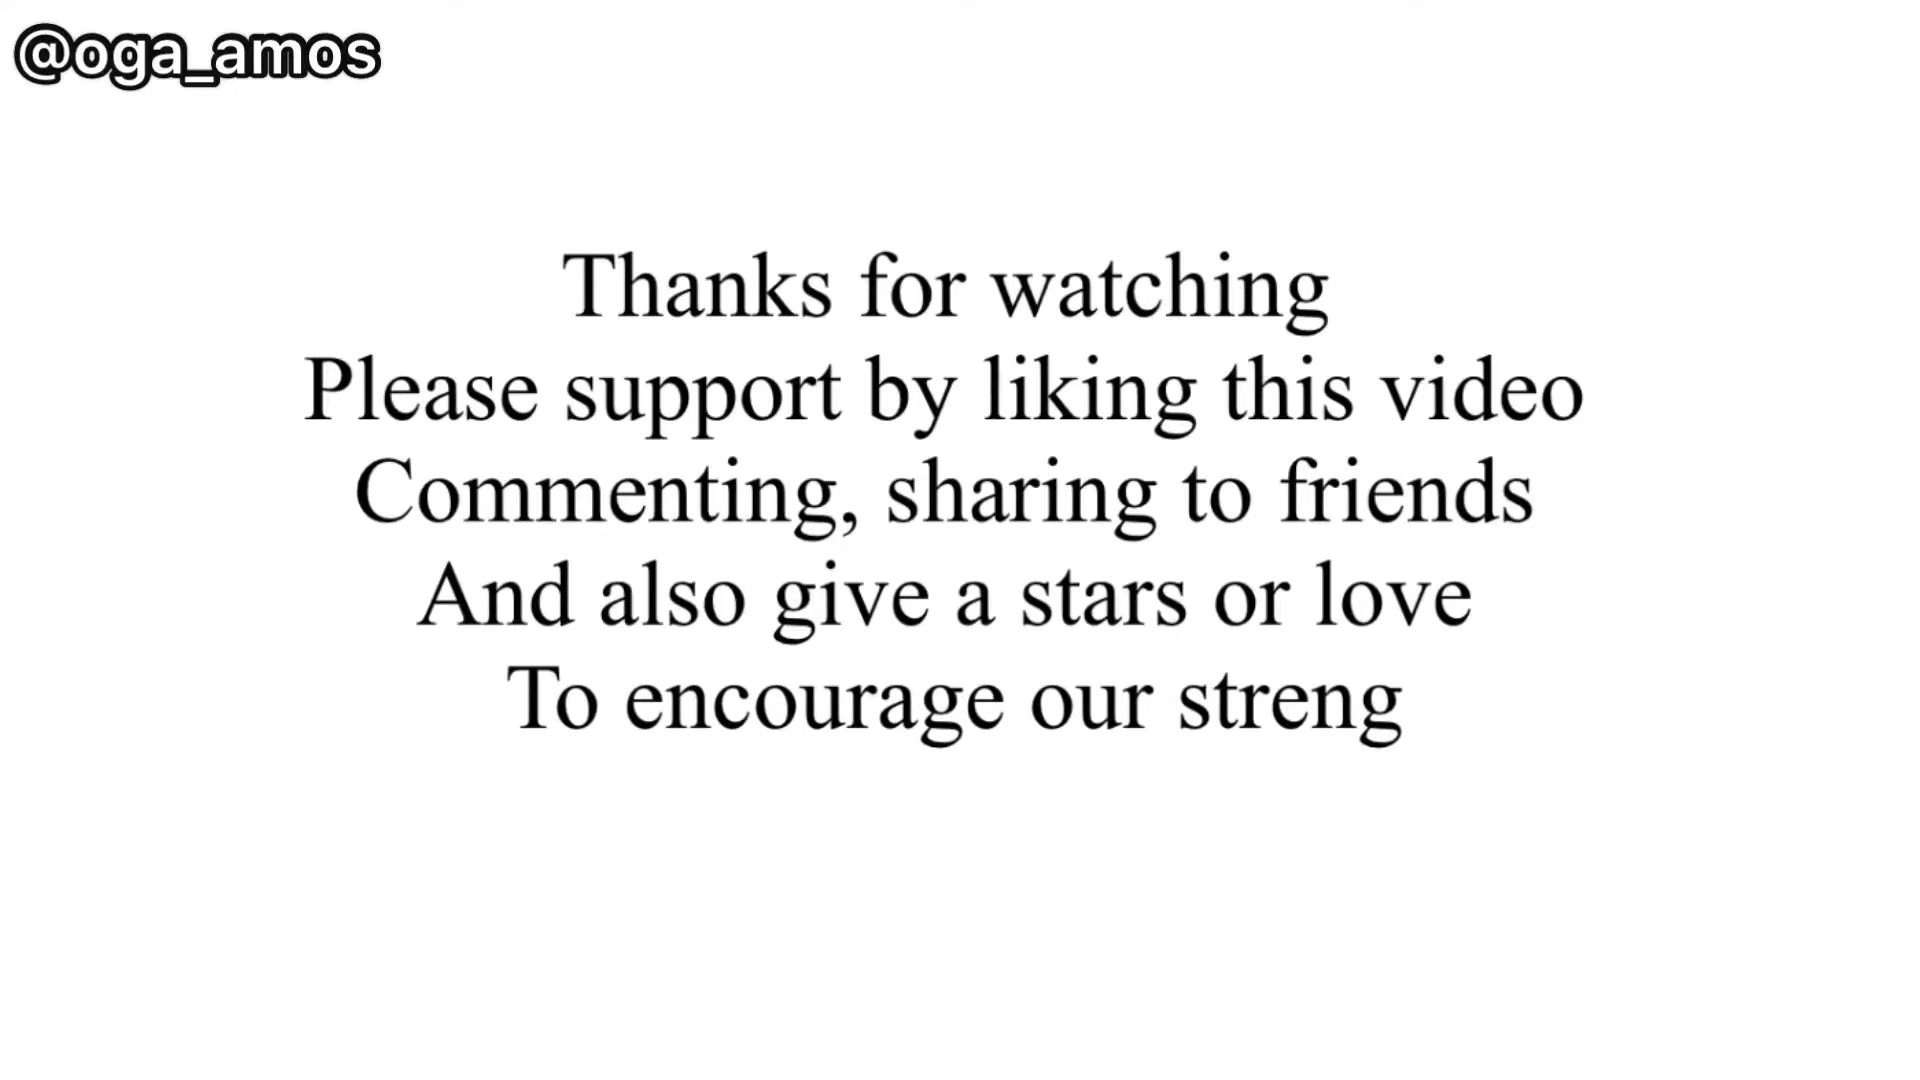 @oga_amos
Thanks for watching
Please support by liking this video
Commenting, sharing to friends
And also give a stars or love
To encourage our streng